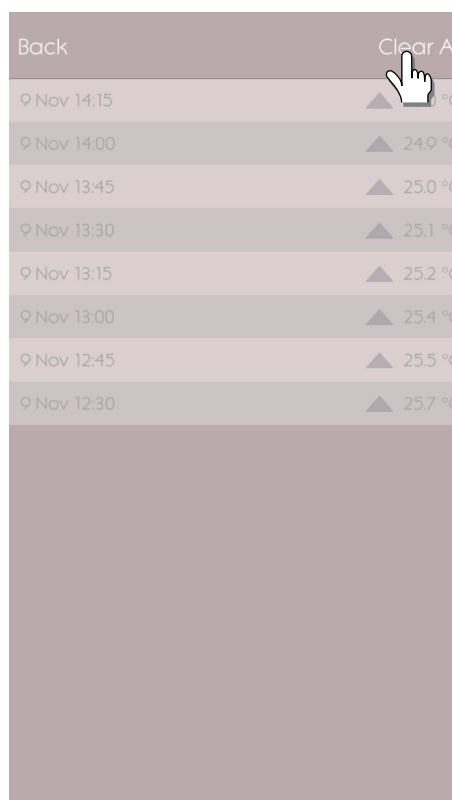 Back Clear A
9 Nov 14:15 °C
9 Nov 14:00 24.9 °C
9 Nov 13:45 25.0 °C
9 Nov 13:30 25.1 °C
9 Nov 13:15 25.2 °C
9 Nov 13:00 25.4 °C
9 Nov 12:45 25.5 °C
9 Nov 12:30 25.7 °C